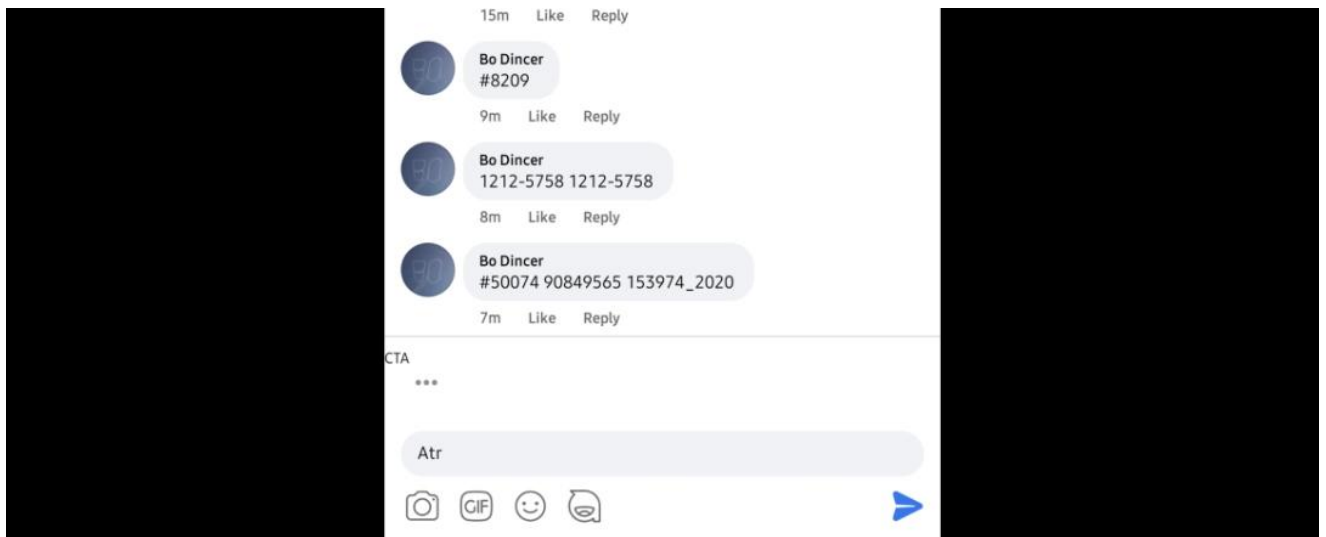 15m Like Reply
Bo Dincer
#8209
9m Like Reply
Bo Dincer
1212-5758 1212-5758
8m Like Reply
Bo Dincer
#50074 90849565 153974_2020
7m Like Reply
CTA
•••
Atr
GIF